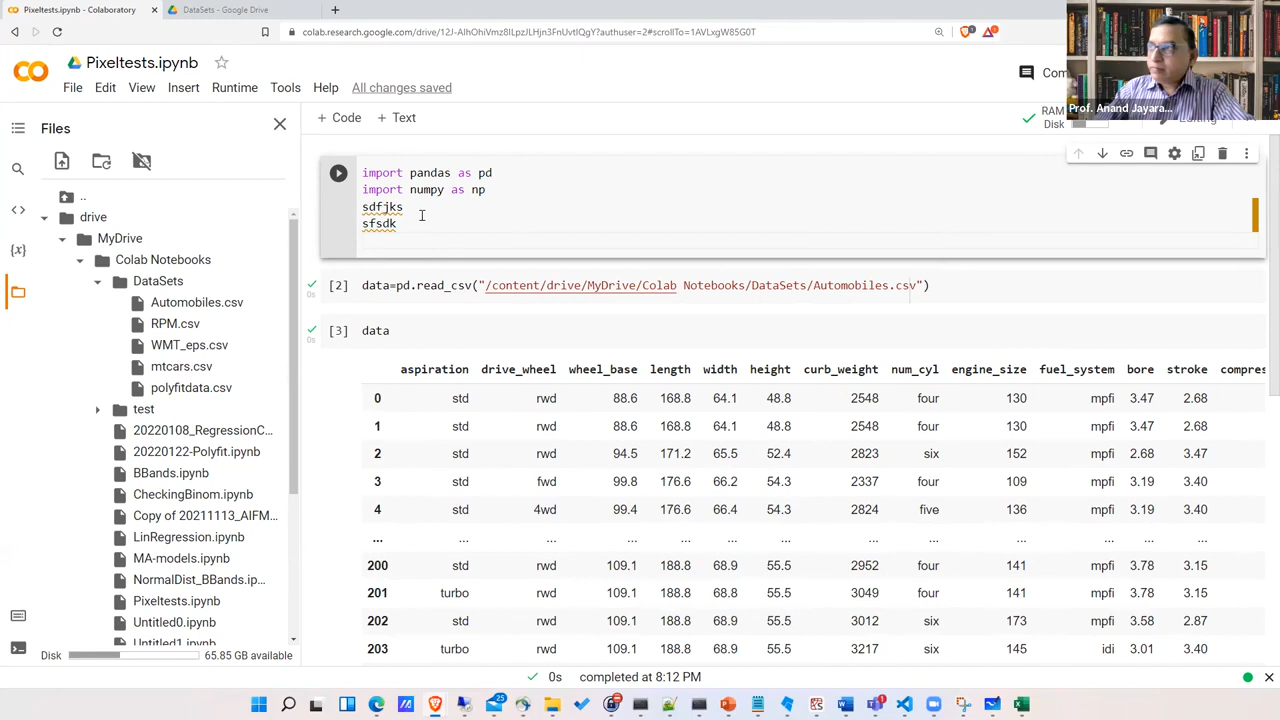 Pixeltests.ipynb - Colaboratory
DataSets - Google Drive
colab.research.google.com/drive/12J-AIhOhiVmz8ILpzJLHjn3FnUvtIQgY?authuser=2#scrollTo=1AVLxgW85G0T
Pixeltests.ipynb
File Edit View Insert Runtime Tools Help All changes saved
Prof. Anand Jayara...
Files
+ Code + Text
RAM
Disk
Editing
..
drive
MyDrive
Colab Notebooks
DataSets
Automobiles.csv
RPM.csv
WMT_eps.csv
mtcars.csv
polyfitdata.csv
test
20220108_RegressionC...
20220122-Polyfit.ipynb
BBands.ipynb
CheckingBinom.ipynb
Copy of 20211113_AIFM...
LinRegression.ipynb
MA-models.ipynb
NormalDist_BBands.ip...
Pixeltests.ipynb
Untitled0.ipynb
Untitled1.ipynb
Disk 65.85 GB available
import pandas as pd
import numpy as np
sdfjks
sfsdk
0s [2] data=pd.read_csv("/content/drive/MyDrive/Colab Notebooks/DataSets/Automobiles.csv")
0s [3] data
aspiration drive_wheel wheel_base length width height curb_weight num_cyl engine_size fuel_system bore stroke compres
0 std rwd 88.6 168.8 64.1 48.8 2548 four 130 mpfi 3.47 2.68
1 std rwd 88.6 168.8 64.1 48.8 2548 four 130 mpfi 3.47 2.68
2 std rwd 94.5 171.2 65.5 52.4 2823 six 152 mpfi 2.68 3.47
3 std fwd 99.8 176.6 66.2 54.3 2337 four 109 mpfi 3.19 3.40
4 std 4wd 99.4 176.6 66.4 54.3 2824 five 136 mpfi 3.19 3.40
... ... ... ... ... ... ... ... ... ... ... ... ...
200 std rwd 109.1 188.8 68.9 55.5 2952 four 141 mpfi 3.78 3.15
201 turbo rwd 109.1 188.8 68.8 55.5 3049 four 141 mpfi 3.78 3.15
202 std rwd 109.1 188.8 68.9 55.5 3012 six 173 mpfi 3.58 2.87
203 turbo rwd 109.1 188.8 68.9 55.5 3217 six 145 idi 3.01 3.40
0s completed at 8:12 PM